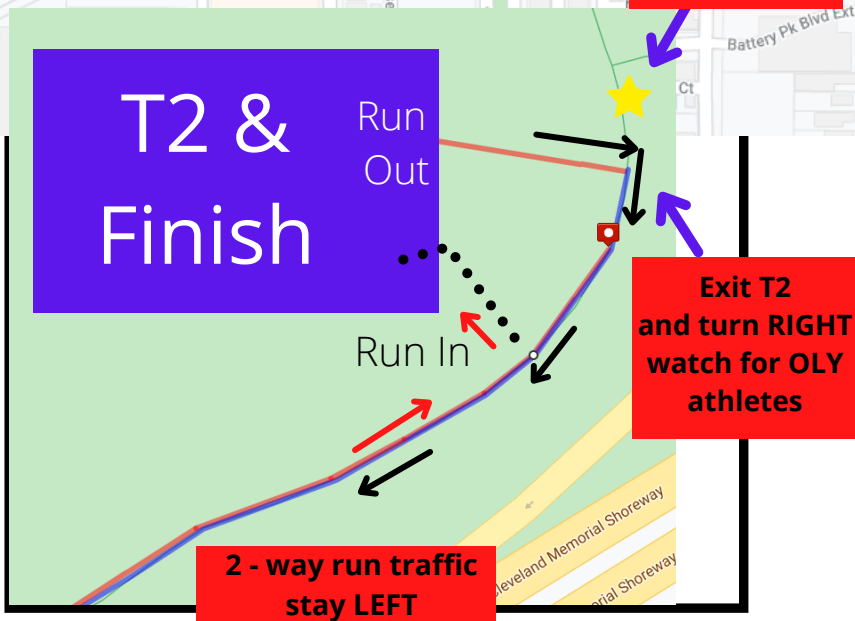 Battery Pk Blvd Ext
Ct
T2 &
Finish
Run
Out
Exit T2
and turn RIGHT
watch for OLY
athletes
Run In
Cleveland Memorial Shoreway
orial Shoreway
2 - way run traffic
stay LEFT